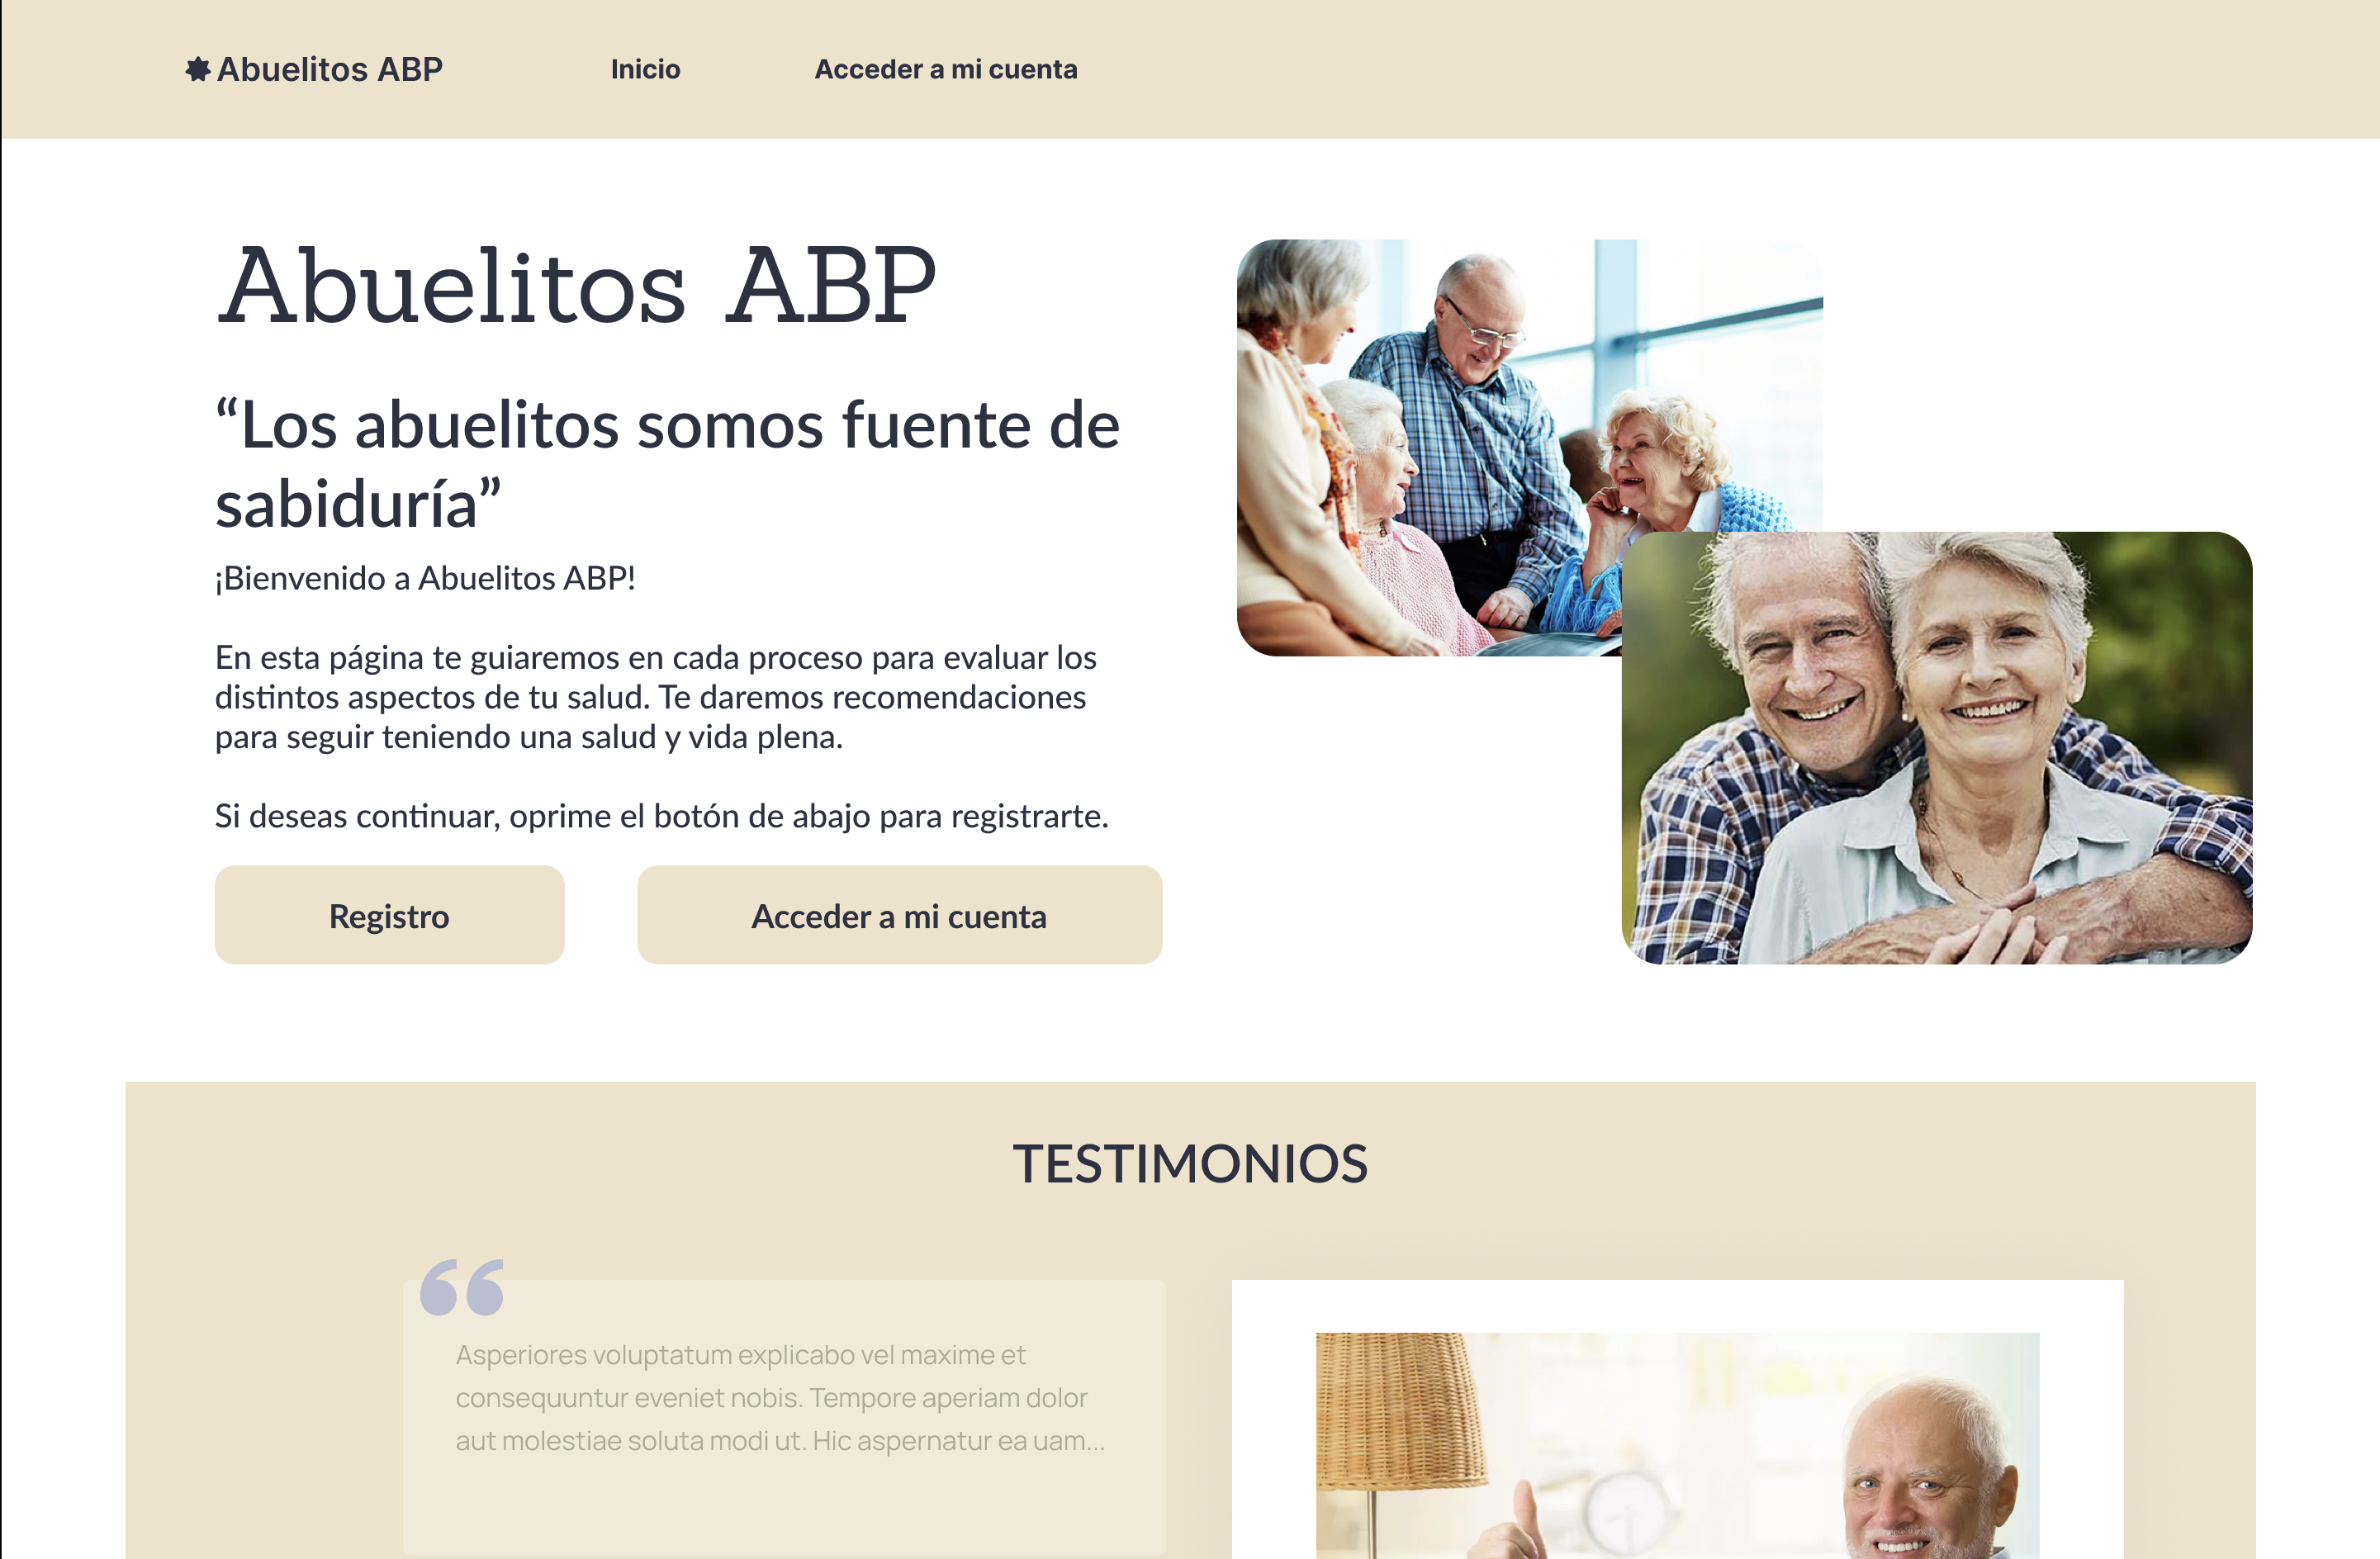 Abuelitos ABP
Inicio
Acceder a mi cuenta
Abuelitos ABP
“Los abuelitos somos fuente de
sabiduría”
¡Bienvenido a Abuelitos ABP!
En esta página te guiaremos en cada proceso para evaluar los
distintos aspectos de tu salud. Te daremos recomendaciones
para seguir teniendo una salud y vida plena.
Si deseas continuar, oprime el botón de abajo para registrarte.
Registro
Acceder a mi cuenta
TESTIMONIOS
Asperiores voluptatum explicabo vel maxime et
consequuntur eveniet nobis. Tempore aperiam dolor
aut molestiae soluta modi ut. Hic aspernatur ea uam...